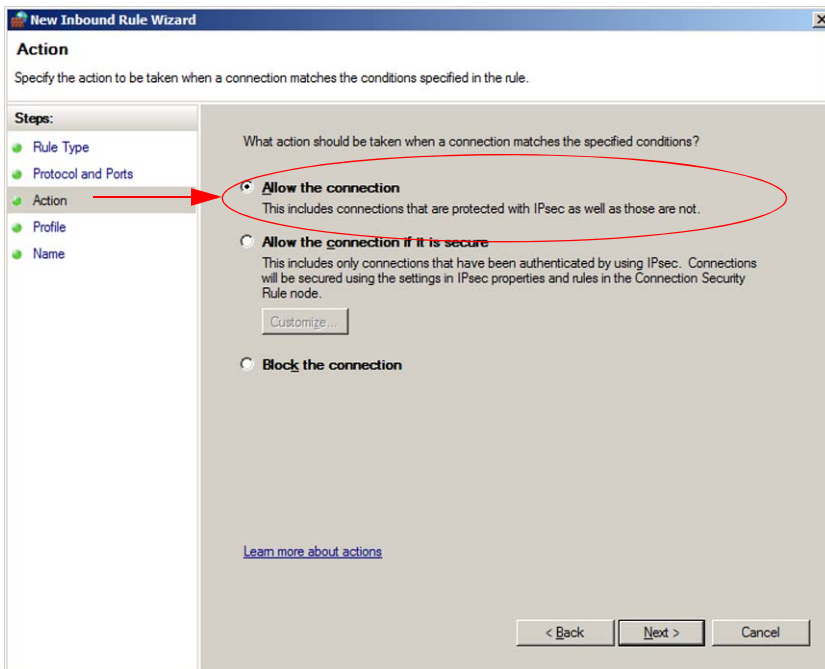 New Inbound Rule Wizard
Action
Specify the action to be taken when a connection matches the conditions specified in the rule.
Steps:
Rule Type
Protocol and Ports
Action
Profile
Name
What action should be taken when a connection matches the specified conditions?
Allow the connection
This includes connections that are protected with IPsec as well as those are not.
Allow the connection if it is secure
This includes only connections that have been authenticated by using IPsec. Connections
will be secured using the settings in IPsec properties and rules in the Connection Security
Rule node.
Customize...
Block the connection
Learn more about actions
< Back
Next >
Cancel